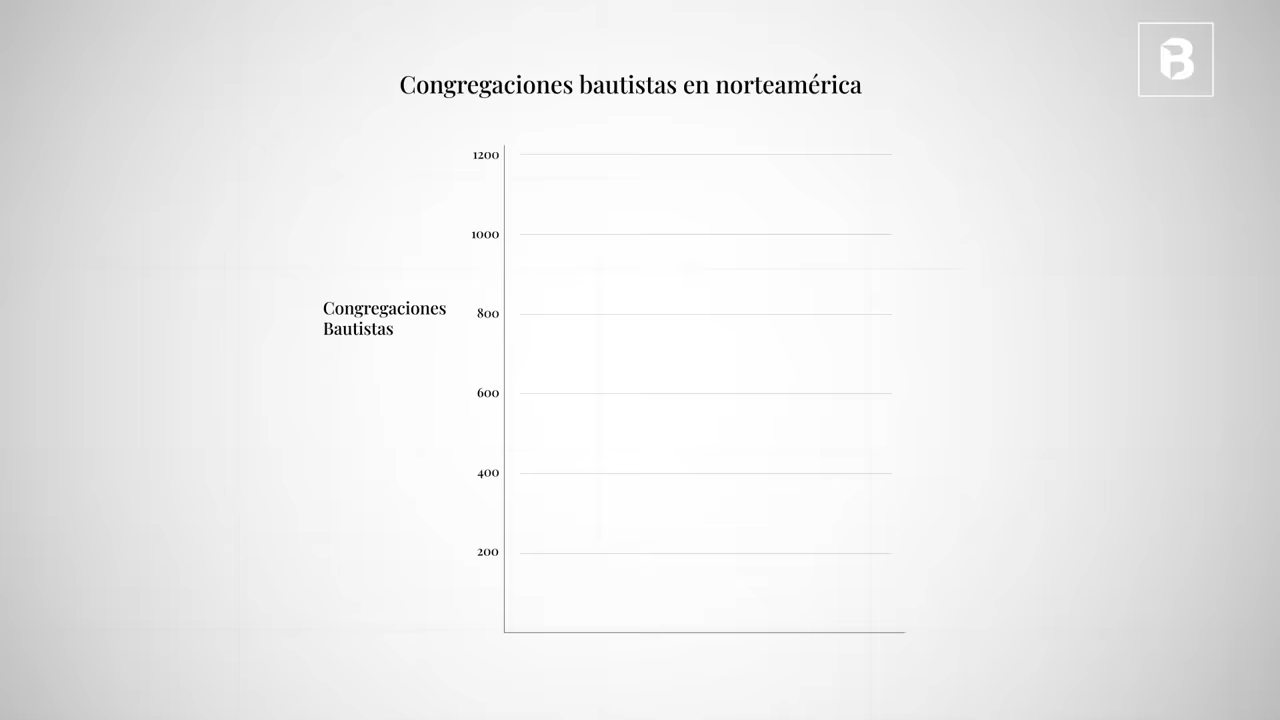 B
Congregaciones bautistas en norteamérica
1200
1000
Congregaciones
Bautistas
800
600
400
200